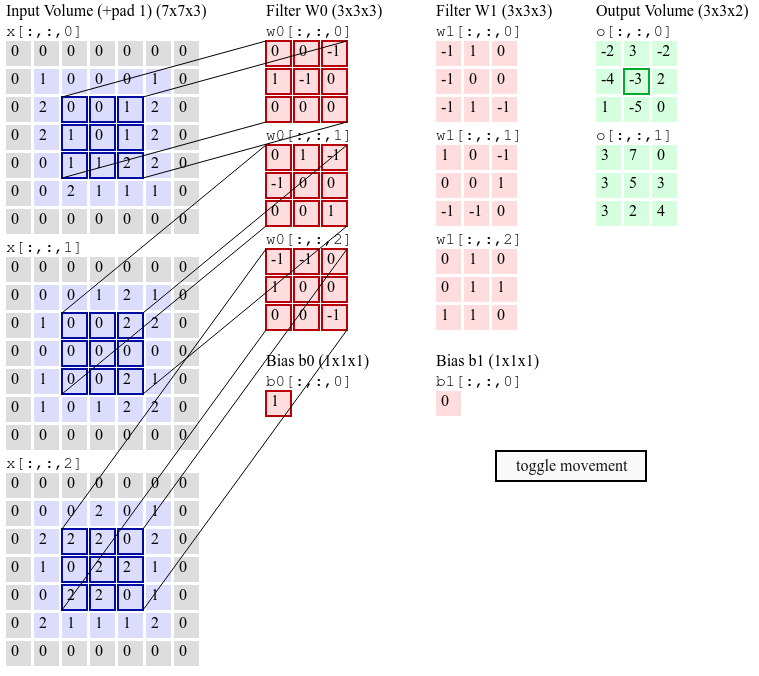 Input Volume (+pad 1) (7x7x3)
x[:,:,0]
0 0 0 0 0 0 0
0 1 0 0 0 1 0
0 2 0 0 1 2 0
0 2 1 0 1 2 0
0 0 1 1 2 2 0
0 0 2 1 1 1 0
0 0 0 0 0 0 0
x[:,:,1]
0 0 0 0 0 0 0
0 0 0 1 2 1 0
0 1 0 0 2 2 0
0 0 0 0 0 0 0
0 1 0 0 2 1 0
0 1 0 1 2 2 0
0 0 0 0 0 0 0
x[:,:,2]
0 0 0 0 0 0 0
0 0 0 2 0 1 0
0 2 2 2 0 2 0
0 1 0 2 2 1 0
0 0 2 2 0 1 0
0 2 1 1 1 2 0
0 0 0 0 0 0 0
Filter W0 (3x3x3)
w0[:,:,0]
0 0 -1
1 -1 0
0 0 0
w0[:,:,1]
0 1 -1
-1 0 0
0 0 1
w0[:,:,2]
-1 -1 0
1 0 0
0 0 -1
Bias b0 (1x1x1)
b0[:,:,0]
1
Filter W1 (3x3x3)
w1[:,:,0]
-1 1 0
-1 0 0
-1 1 -1
w1[:,:,1]
1 0 -1
0 0 1
-1 -1 0
w1[:,:,2]
0 1 0
0 1 1
1 1 0
Bias b1 (1x1x1)
b1[:,:,0]
0
Output Volume (3x3x2)
o[:,:,0]
-2 3 -2
-4 -3 2
1 -5 0
o[:,:,1]
3 7 0
3 5 3
3 2 4
toggle movement